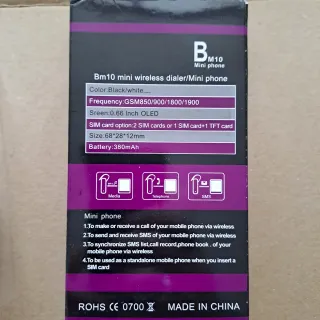 BM10
Mini phone
Bm10 mini wireless dialer/Mini phone
Color:Black/white
Frequency:GSM850/900/1800/1900
Sreen:0.66 Inch OLED
SIM card option:2 SIM cards or 1 SIM card+1 TFT card
Size:68*28*12mm
Battery:380mAh
Media Telephone SMS
Mini phone
1.To make or receive a call of your mobile phone via wireless
2.To send and receive SMS of your mobile phone via wireless
3.To synchronize SMS list,call record,phone book . of your
mobile phone via wireless
4.To be used as a standalone mobile phone when you insert a
SIM card
ROHS CE 0700 MADE IN CHINA